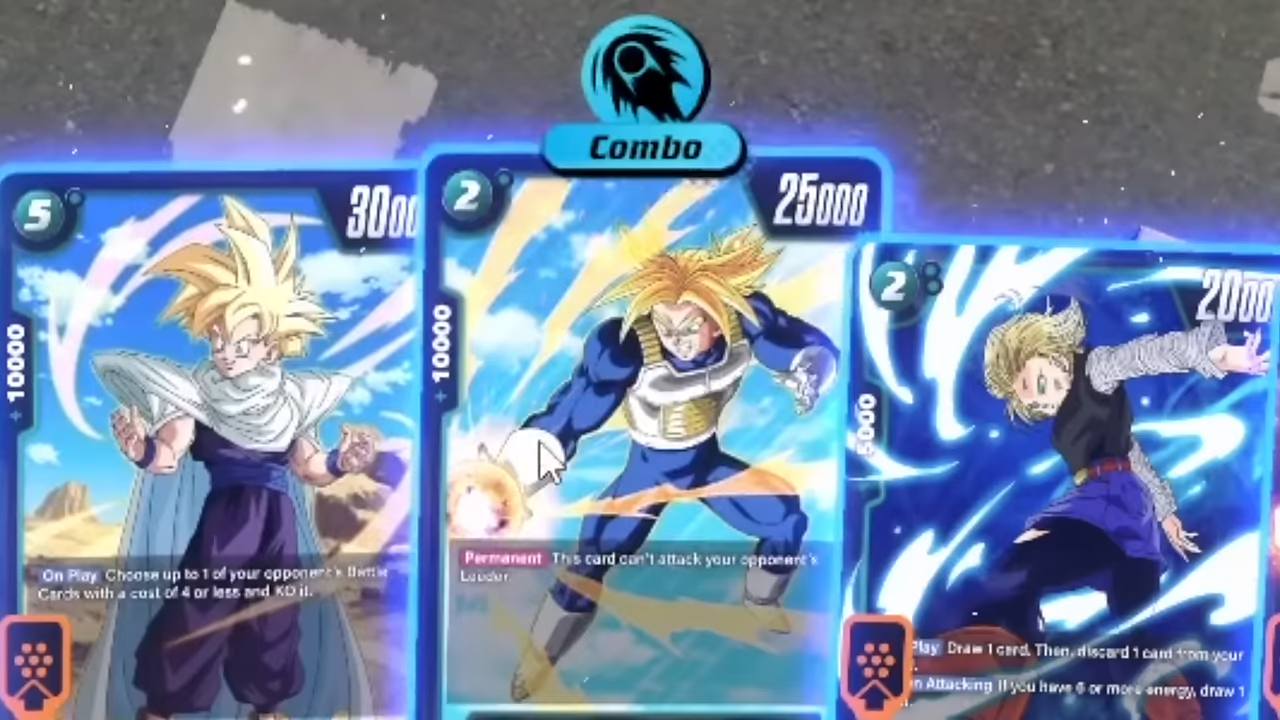 Combo
5
30000
+ 10000
On Play Choose up to 1 of your opponent's Battle
Cards with a cost of 4 or less and KO it.
2
25000
+ 10000
Permanent This card can't attack your opponent's
Leader.
2
2000
5000
Play Draw 1 card. Then, discard 1 card from your
n Attacking If you have 6 or more energy, draw 1